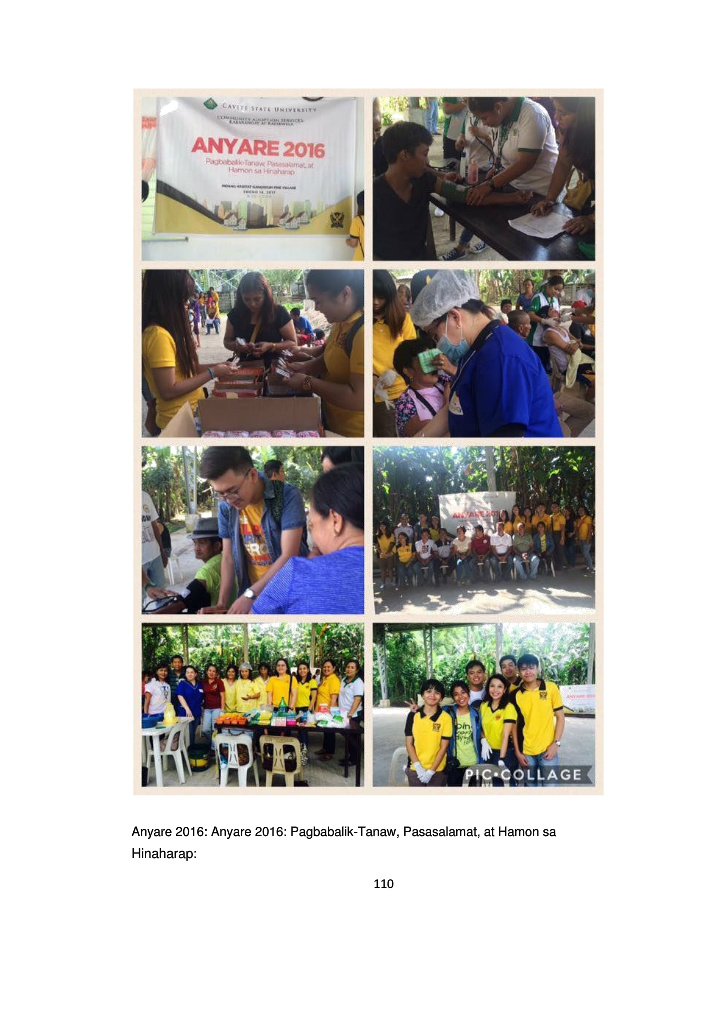 CAVITE STATE UNIVERSITY
ANYARE 2016
Pagbabalik-Tanaw, Pasasalamat, at
Hamon sa Hinaharap
PIC•COLLAGE
Anyare 2016: Anyare 2016: Pagbabalik-Tanaw, Pasasalamat, at Hamon sa
Hinaharap:
110